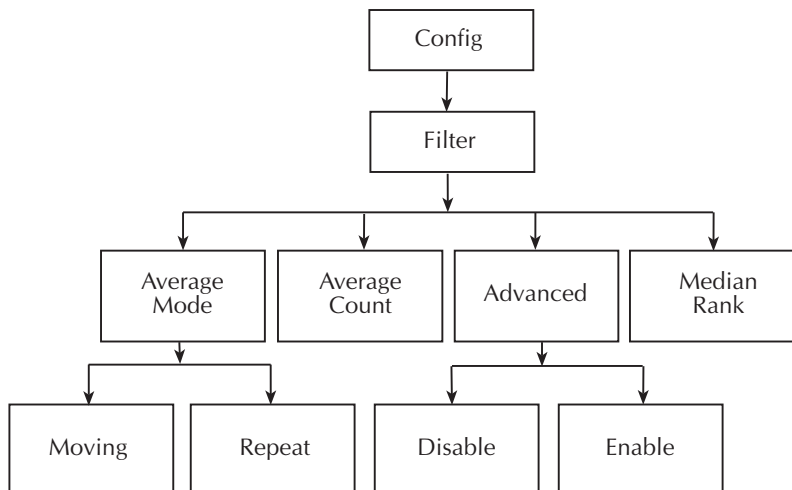 Config
Filter
Average
Mode
Average
Count
Advanced
Median
Rank
Moving
Repeat
Disable
Enable